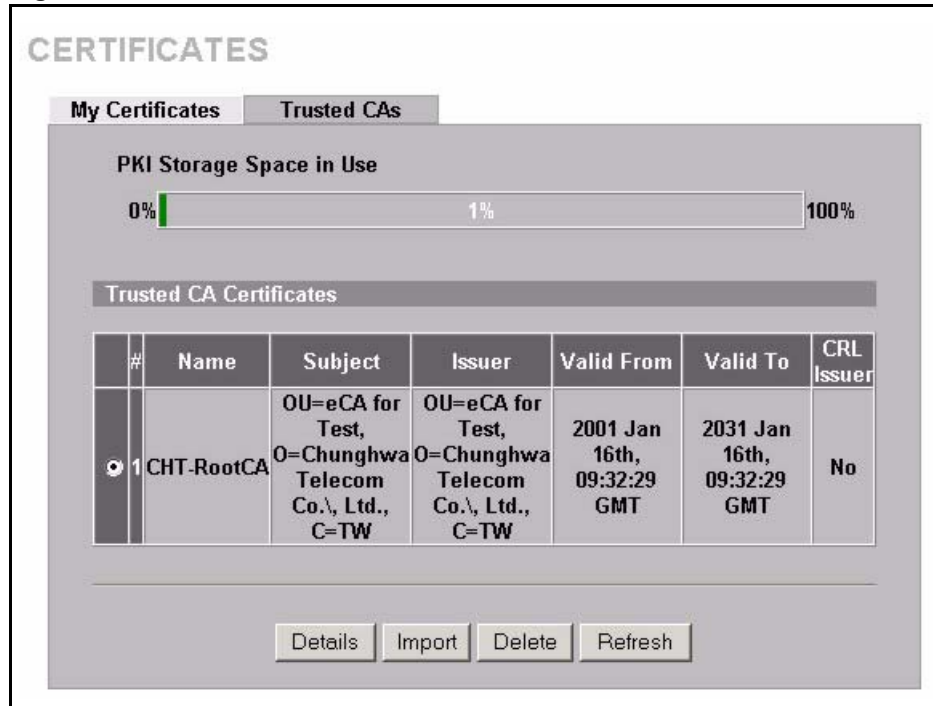 CERTIFICATES
My Certificates Trusted CAs
PKI Storage Space in Use
0% 1% 100%
Trusted CA Certificates
# Name Subject Issuer Valid From Valid To CRL Issuer
1 CHT-RootCA
OU=eCA for
Test,
O=Chunghwa
Telecom
Co.\, Ltd.,
C=TW
OU=eCA for
Test,
O=Chunghwa
Telecom
Co.\, Ltd.,
C=TW
2001 Jan
16th,
09:32:29
GMT
2031 Jan
16th,
09:32:29
GMT
No
Details Import Delete Refresh